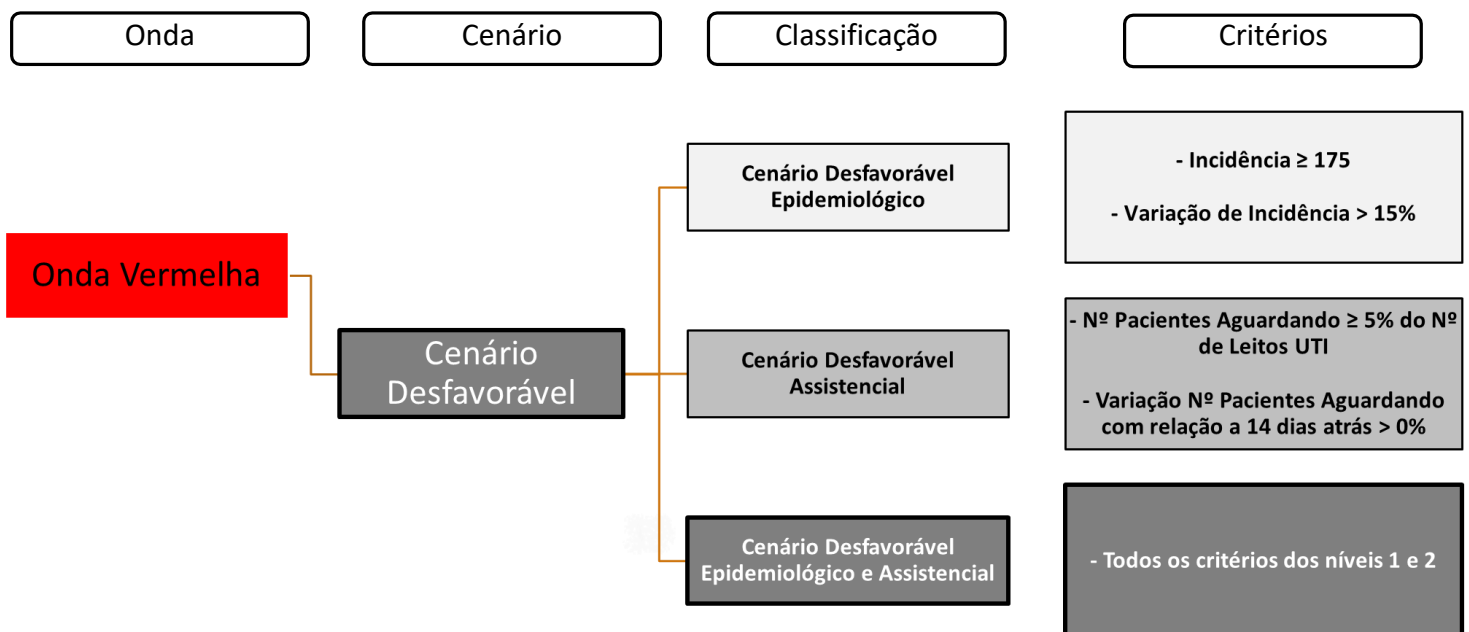 Onda
Cenário
Classificação
Critérios
Onda Vermelha
Cenário
Desfavorável
Cenário Desfavorável
Epidemiológico
- Incidência ≥ 175
- Variação de Incidência > 15%
Cenário Desfavorável
Assistencial
- Nº Pacientes Aguardando ≥ 5% do Nº
de Leitos UTI
- Variação Nº Pacientes Aguardando
com relação a 14 dias atrás > 0%
Cenário Desfavorável
Epidemiológico e Assistencial
- Todos os critérios dos níveis 1 e 2